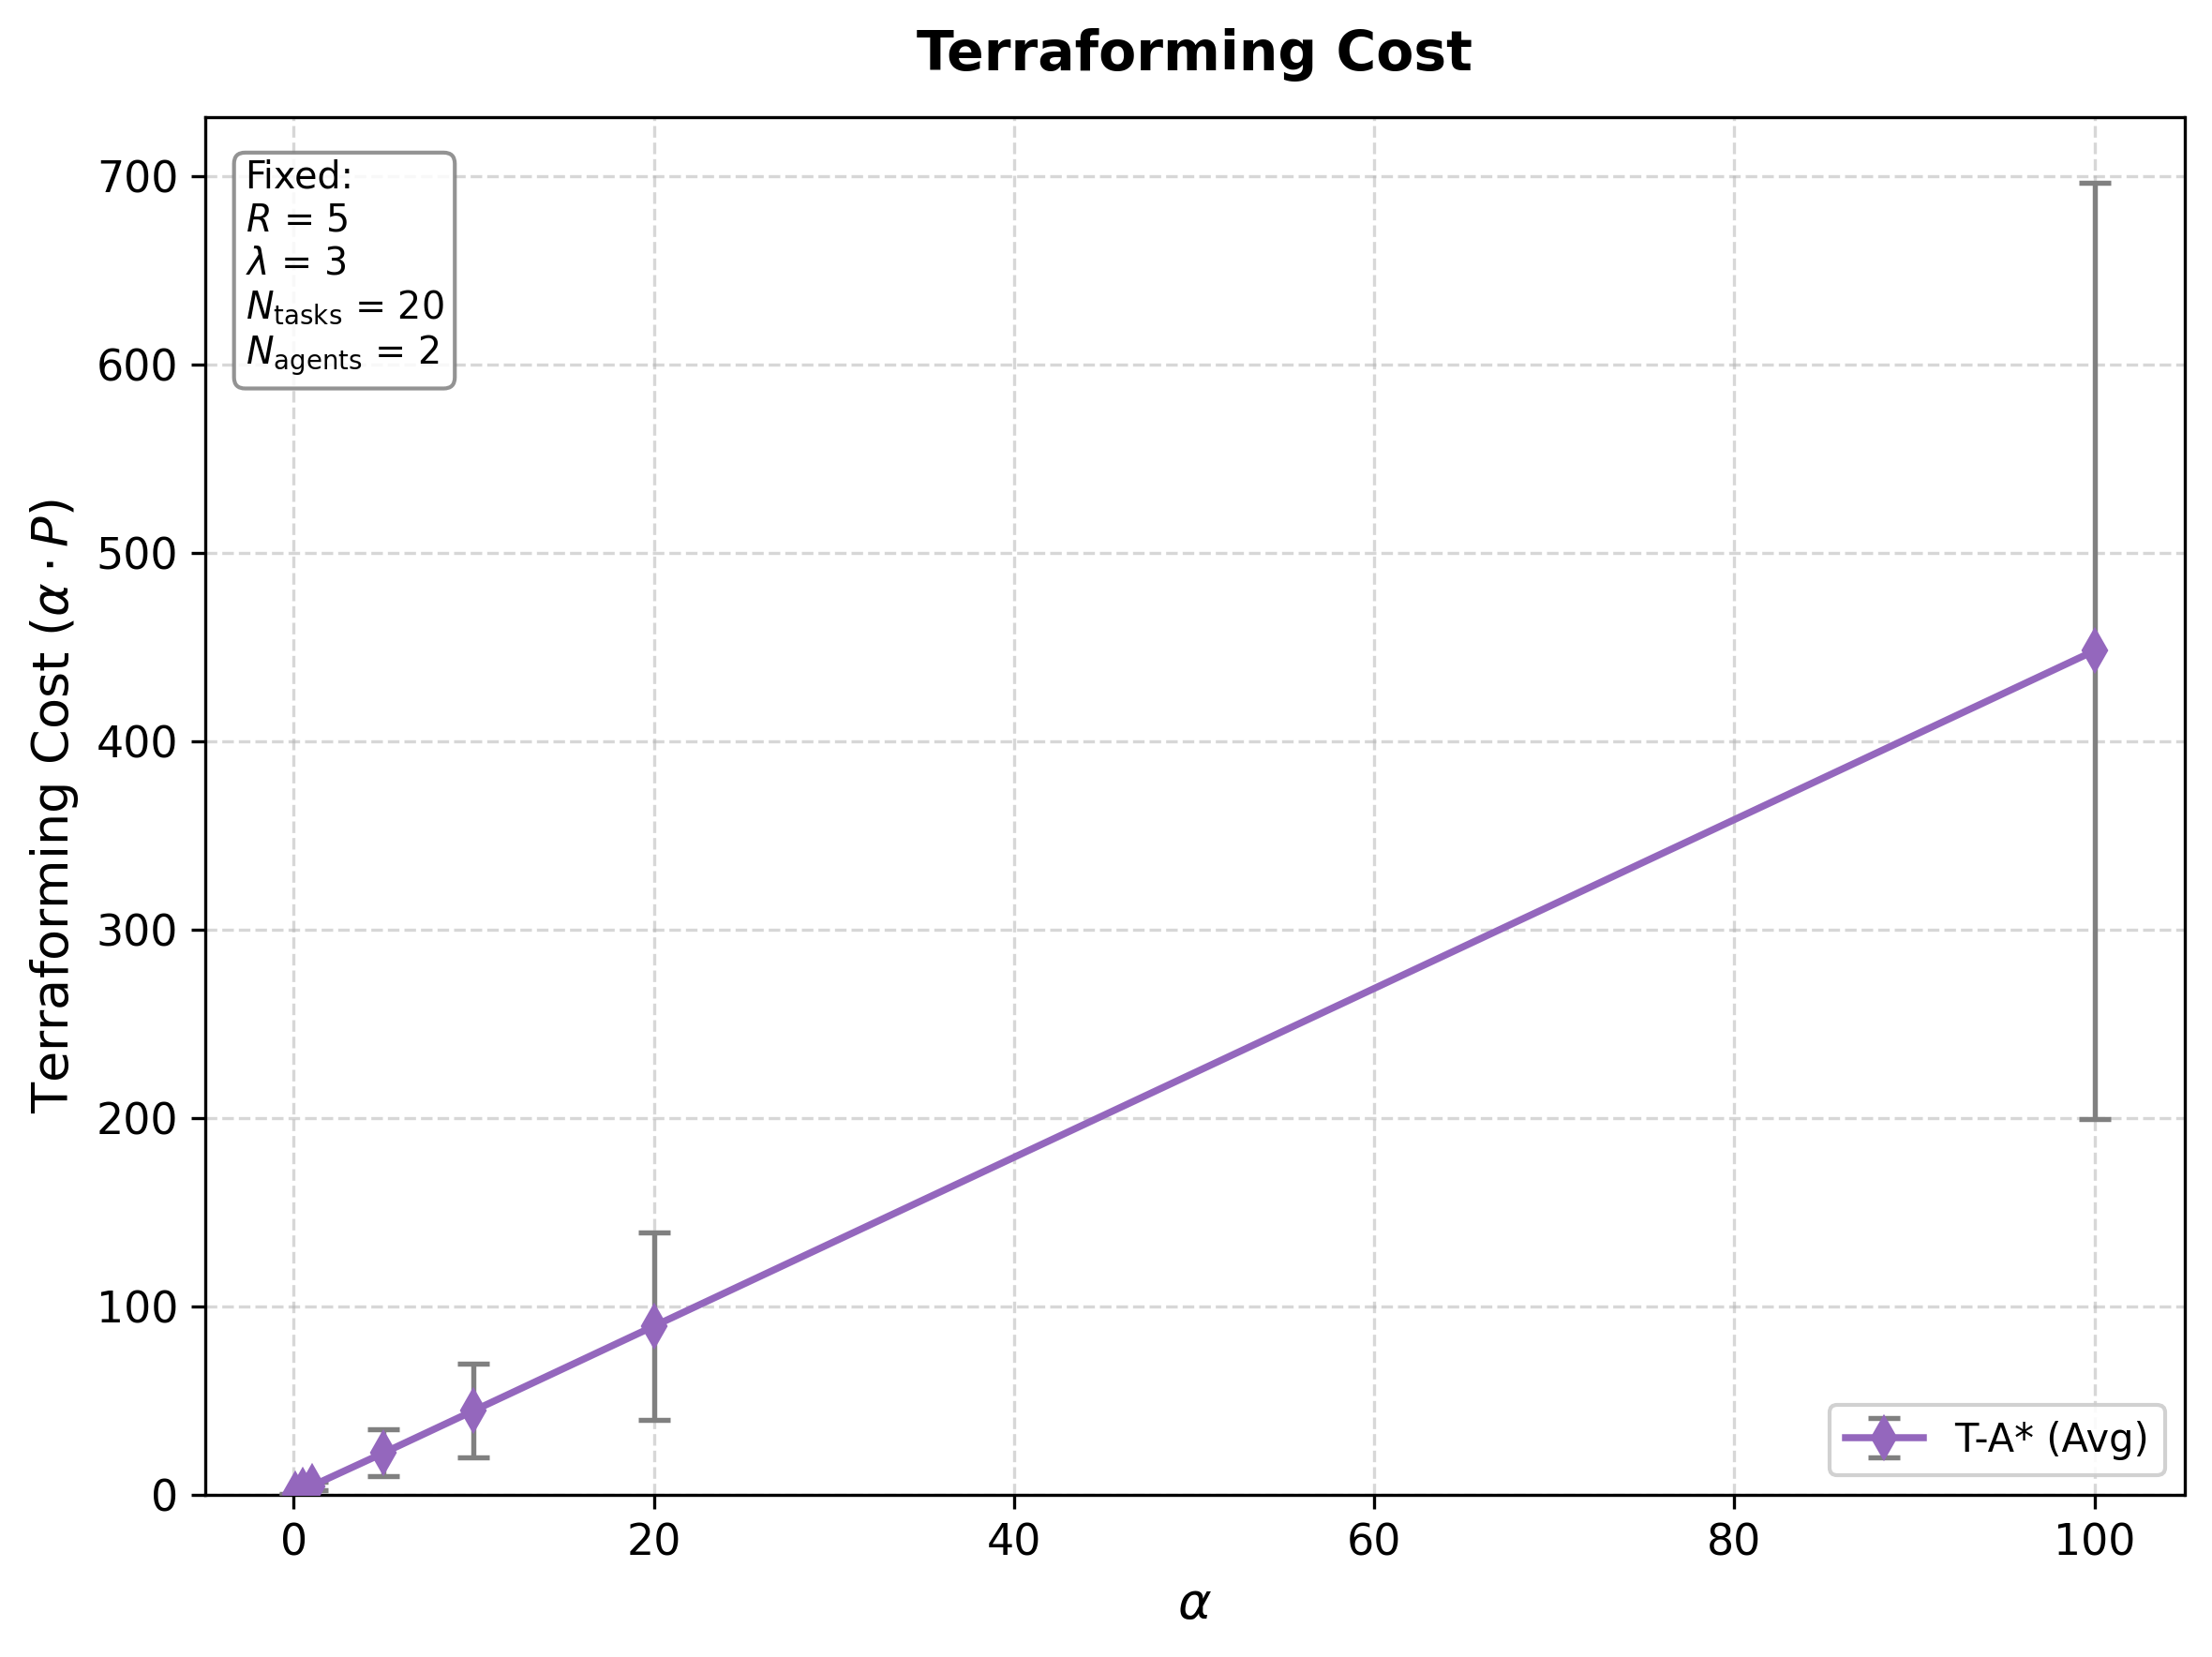 Terraforming Cost
Fixed:
R = 5
λ = 3
N_tasks = 20
N_agents = 2
Terraforming Cost (α · P)
700
600
500
400
300
200
100
0
0 20 40 60 80 100
α
T-A* (Avg)